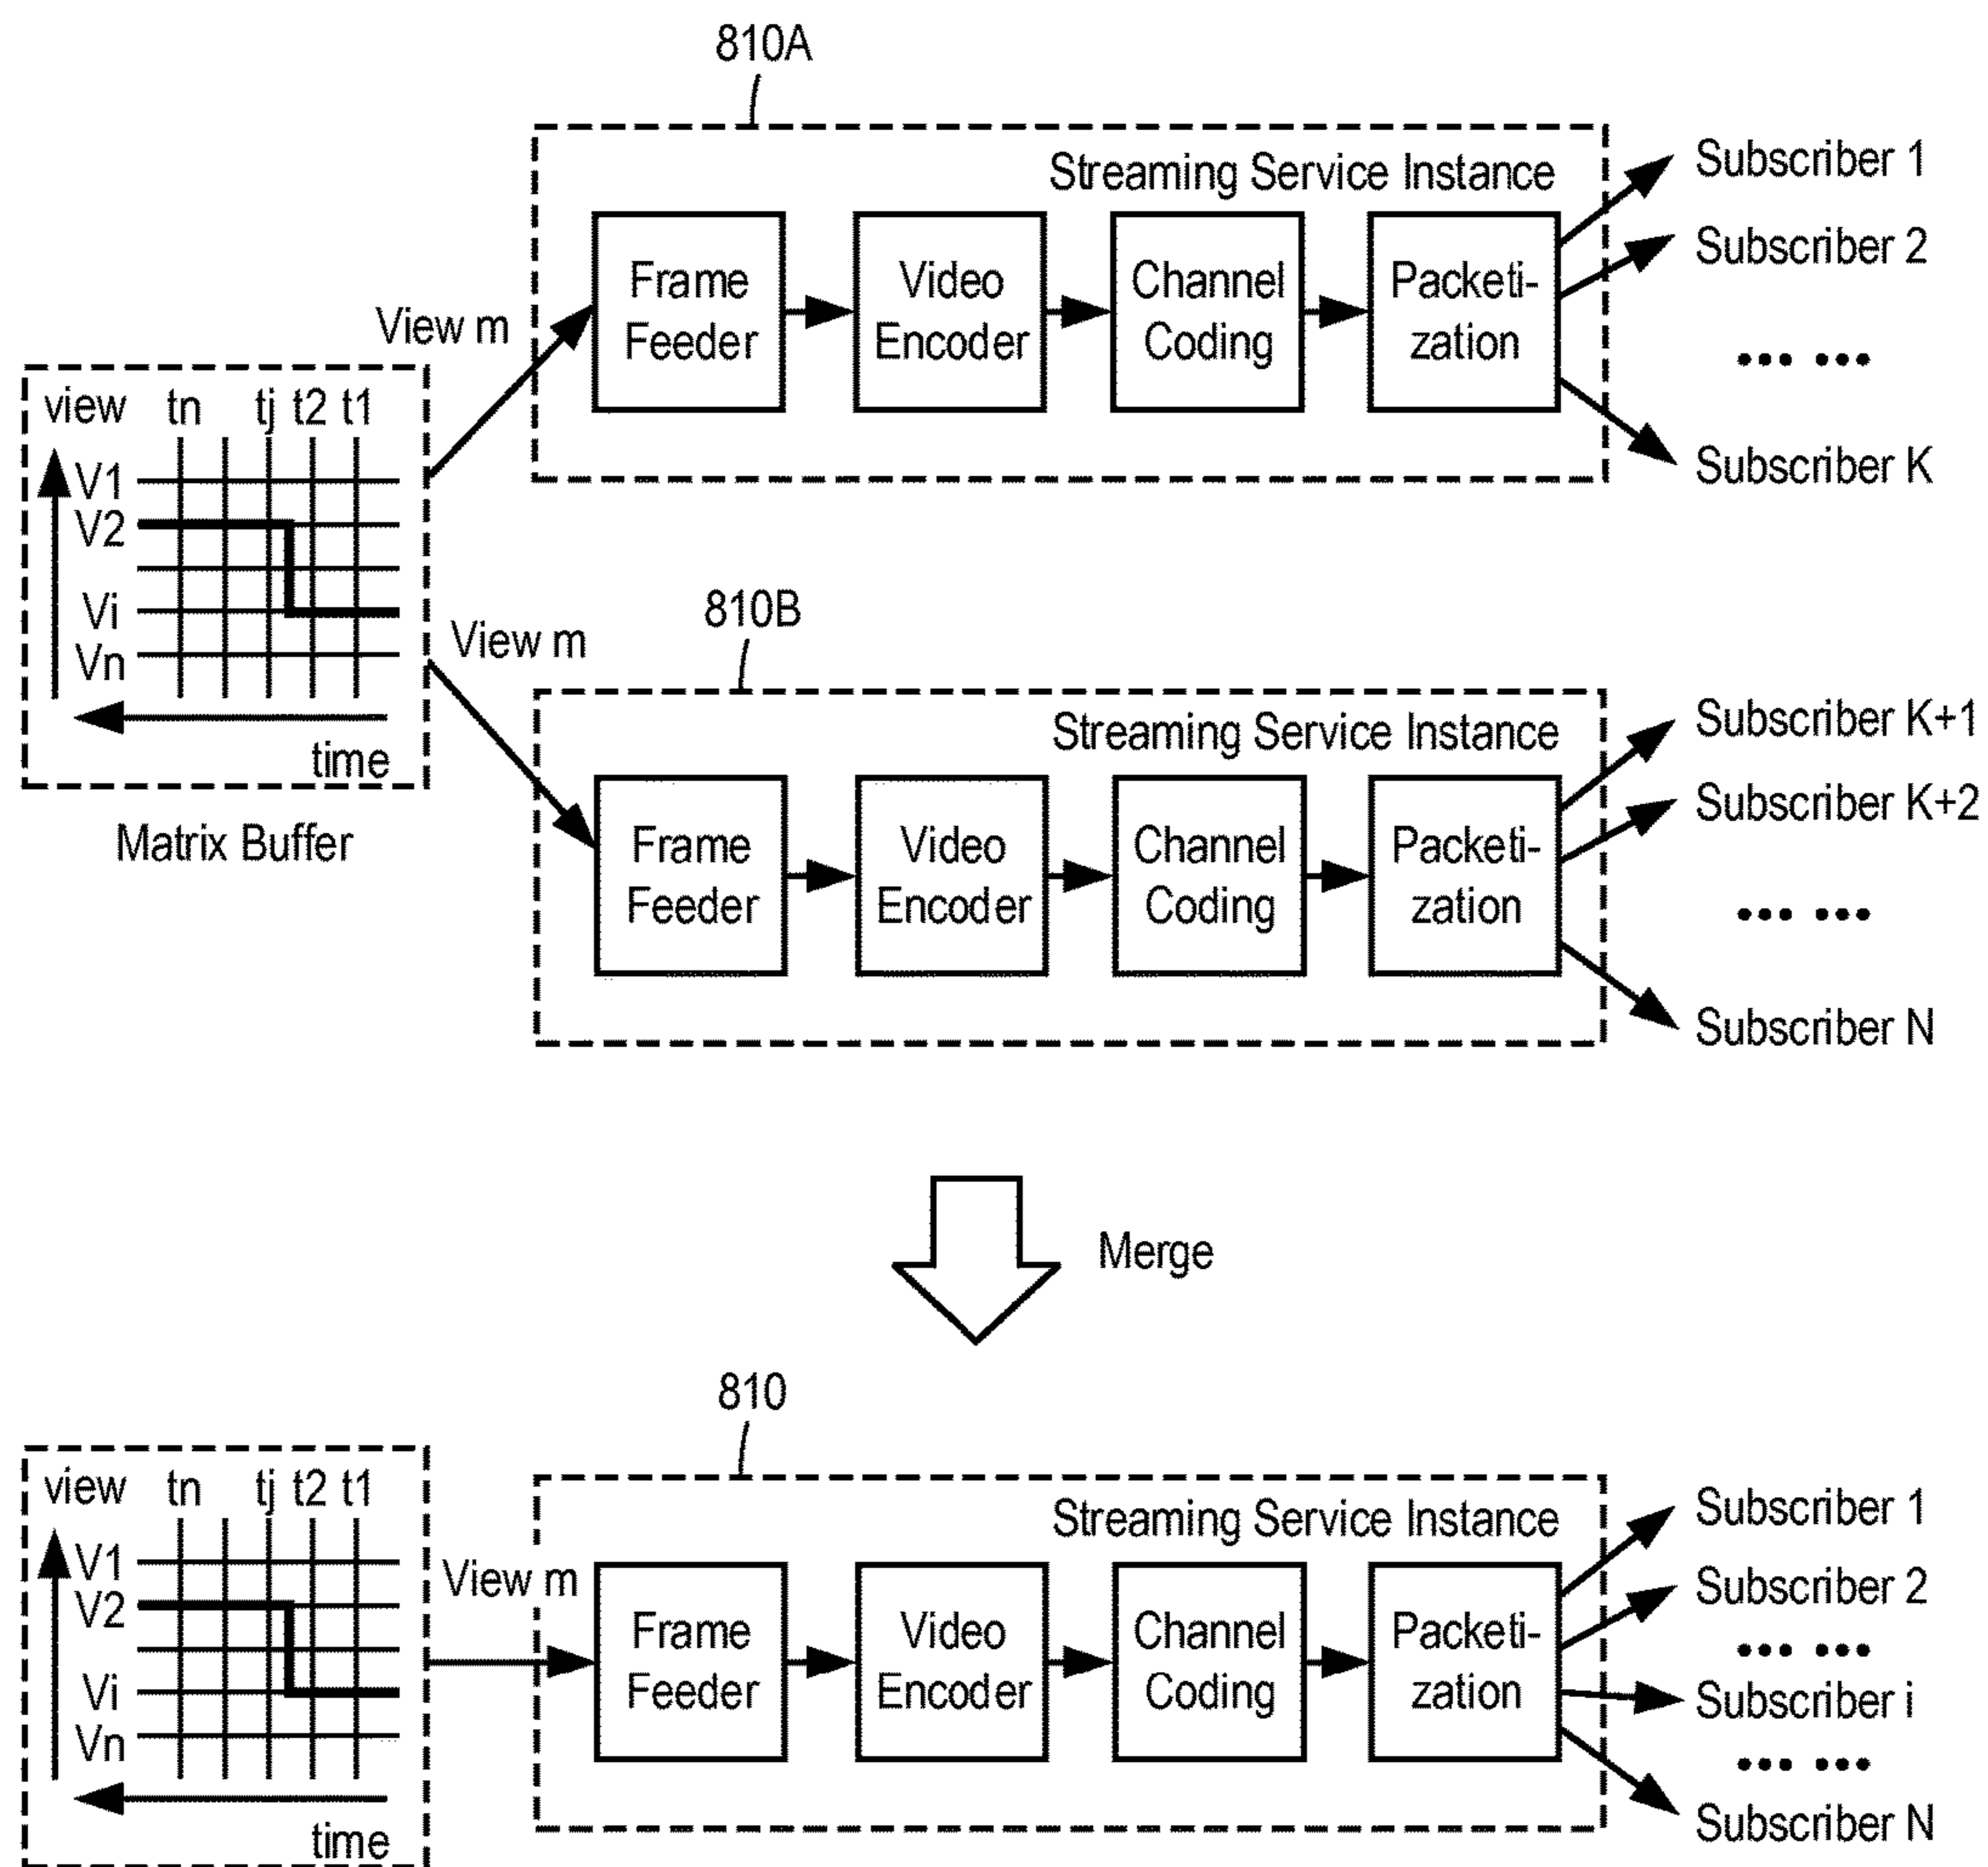 810A
Streaming Service Instance
Frame
Feeder
Video
Encoder
Channel
Coding
Packeti-
zation
Subscriber 1
Subscriber 2
... ...
Subscriber K
View m
view tn tj t2 t1
V1
V2
Vi
Vn
time
Matrix Buffer
View m
810B
Streaming Service Instance
Frame
Feeder
Video
Encoder
Channel
Coding
Packeti-
zation
Subscriber K+1
Subscriber K+2
... ...
Subscriber N
Merge
810
view tn tj t2 t1
V1
V2
Vi
Vn
time
View m
Streaming Service Instance
Frame
Feeder
Video
Encoder
Channel
Coding
Packeti-
zation
Subscriber 1
Subscriber 2
... ...
Subscriber i
... ...
Subscriber N